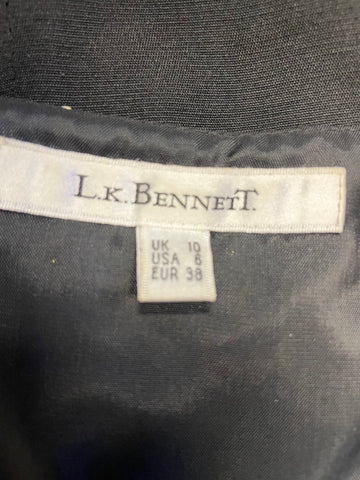 L.K.BENNETT.
UK 10
USA 6
EUR 38